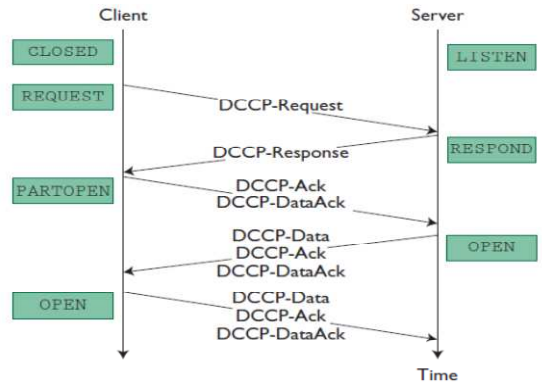 Client
Server
CLOSED
LISTEN
REQUEST
DCCP-Request
DCCP-Response
RESPOND
PARTOPEN
DCCP-Ack
DCCP-DataAck
DCCP-Data
OPEN
DCCP-Ack
DCCP-DataAck
OPEN
DCCP-Data
DCCP-Ack
DCCP-DataAck
Time